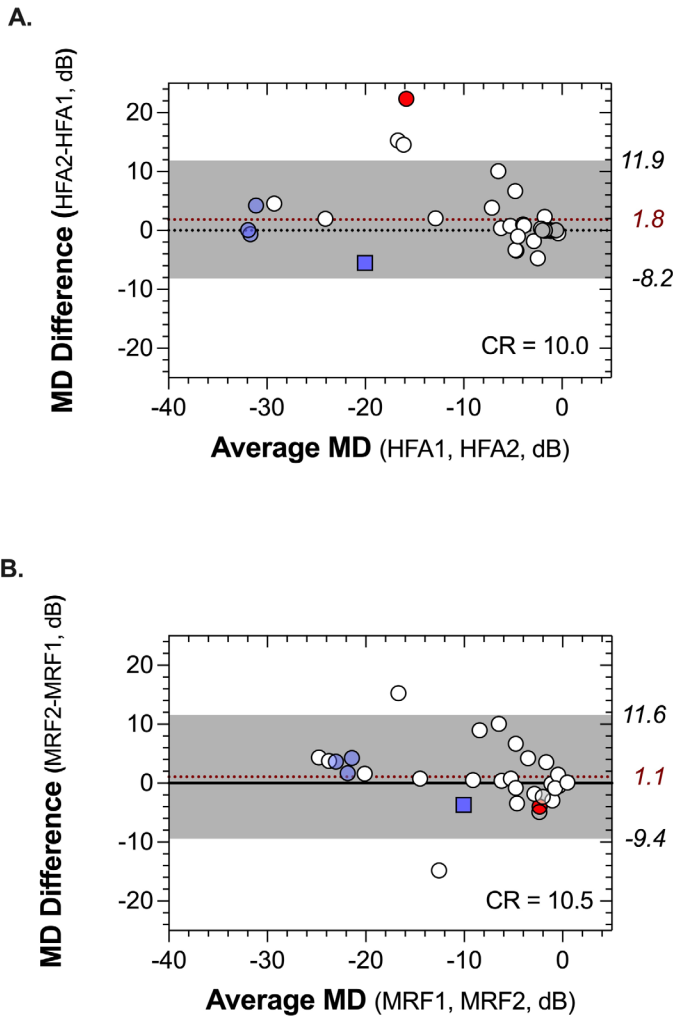 A.
MD Difference (HFA2-HFA1, dB)
20
10
0
-10
-20
11.9
1.8
-8.2
CR = 10.0
-40 -30 -20 -10 0
Average MD (HFA1, HFA2, dB)
B.
MD Difference (MRF2-MRF1, dB)
20
10
0
-10
-20
11.6
1.1
-9.4
CR = 10.5
-40 -30 -20 -10 0
Average MD (MRF1, MRF2, dB)